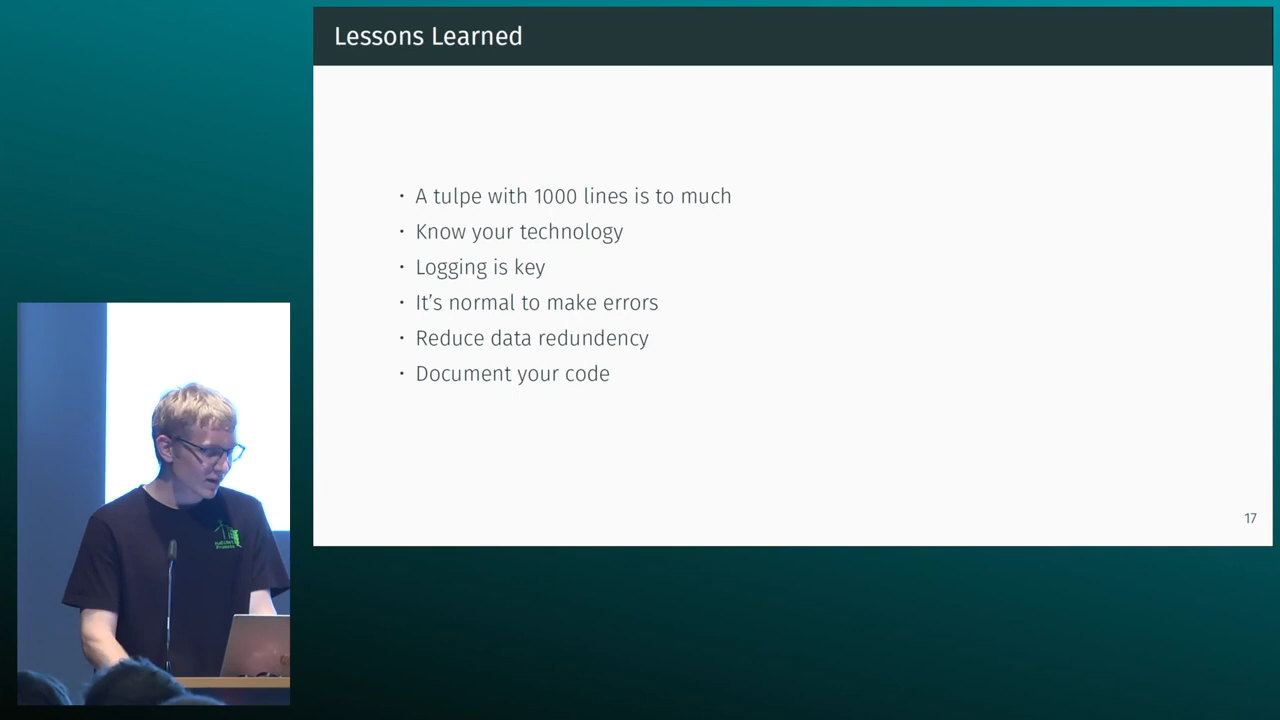 Lessons Learned
• A tulpe with 1000 lines is to much
• Know your technology
• Logging is key
• It's normal to make errors
• Reduce data redundancy
• Document your code
17